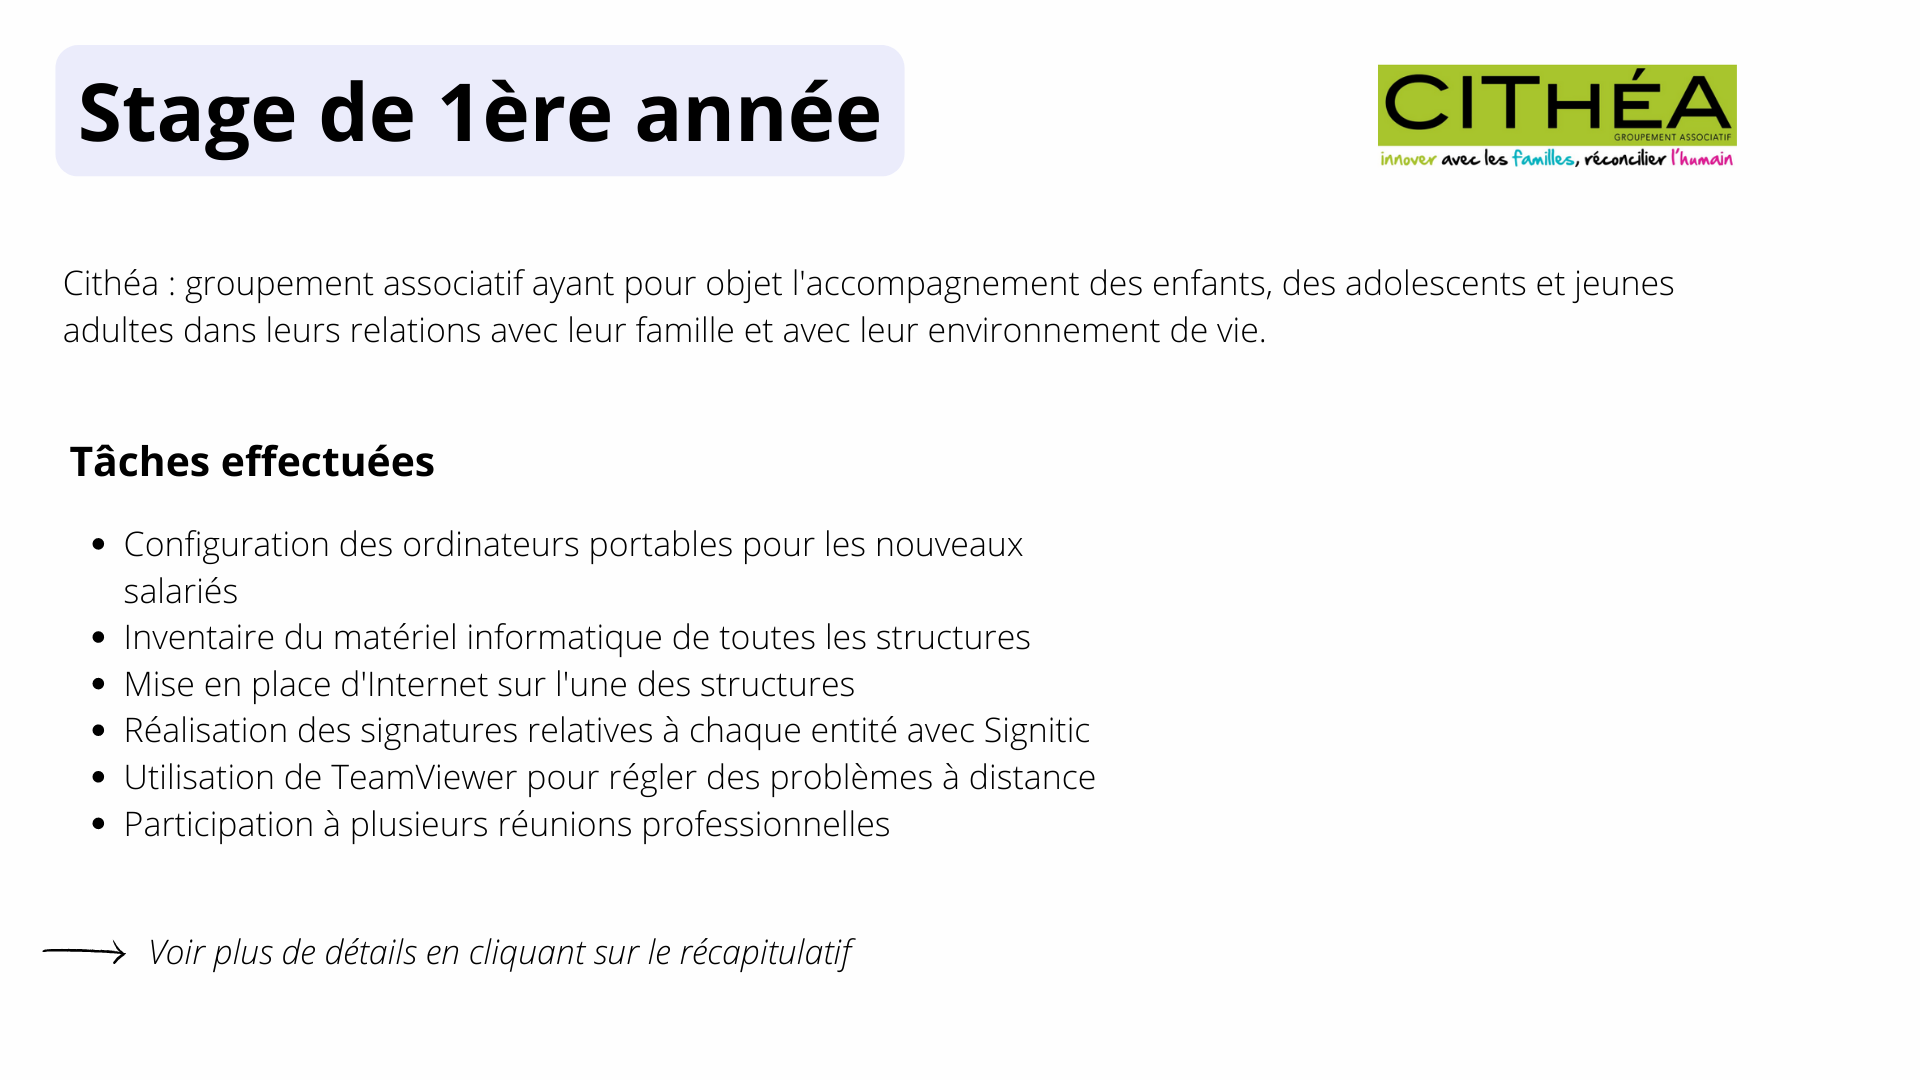 Stage de 1ère année
CITHÉA
GROUPEMENT ASSOCIATIF
innover avec les familles, réconcilier l'humain
Cithéa : groupement associatif ayant pour objet l'accompagnement des enfants, des adolescents et jeunes
adultes dans leurs relations avec leur famille et avec leur environnement de vie.
Tâches effectuées
• Configuration des ordinateurs portables pour les nouveaux
salariés
• Inventaire du matériel informatique de toutes les structures
• Mise en place d'Internet sur l'une des structures
• Réalisation des signatures relatives à chaque entité avec Signitic
• Utilisation de TeamViewer pour régler des problèmes à distance
• Participation à plusieurs réunions professionnelles
Voir plus de détails en cliquant sur le récapitulatif